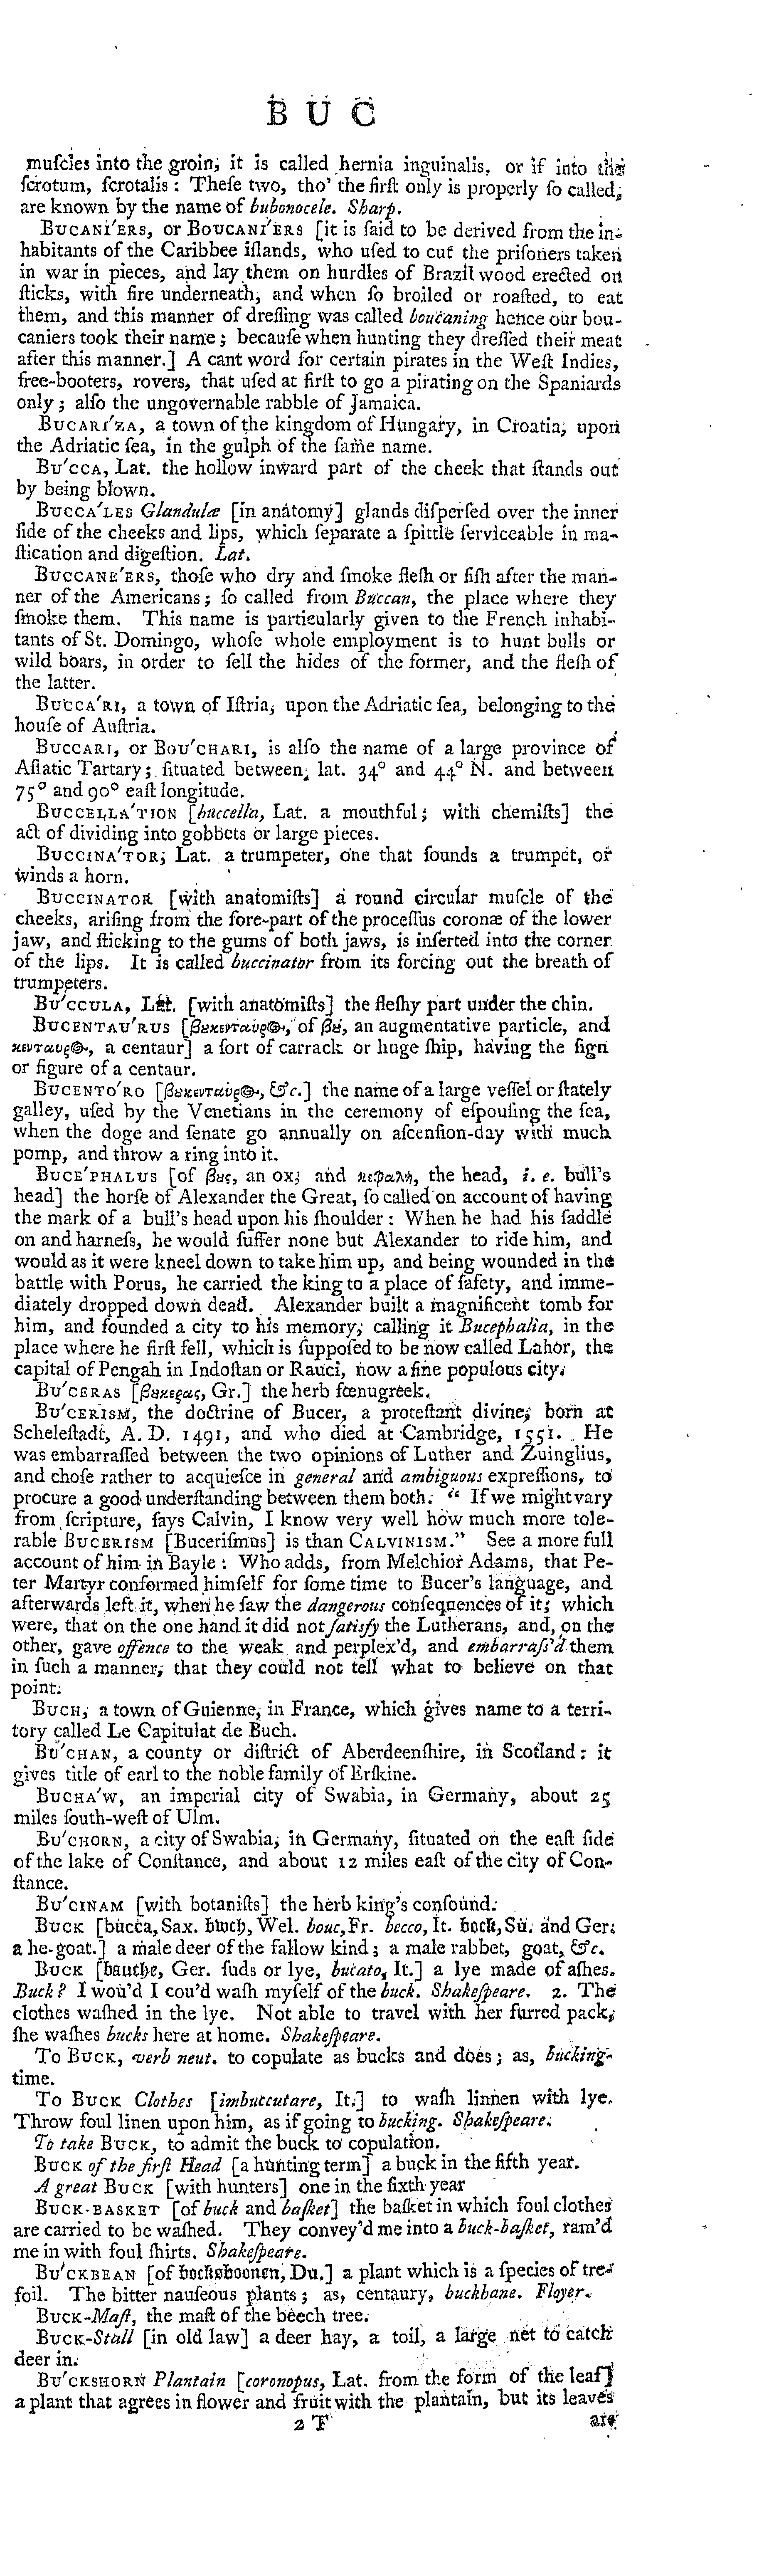 B U C
muſcles into the groin, it is called hernia inguinalis, or if into the
ſcrotum, ſcrotalis : Theſe two, tho' the firſt only is properly ſo called,
are known by the name of bubonocele. Sharp.
BUCANI'ERS, or BOUCANI'ERS [it is ſaid to be derived from the in-
habitants of the Caribbee iſlands, who uſed to cut the priſoners taken
in war in pieces, and lay them on hurdles of Brazil wood erected on
ſticks, with fire underneath, and when ſo broiled or roaſted, to eat
them, and this manner of dreſſing was called boucaning hence our bou-
caniers took their name ; becauſe when hunting they dreſſed their meat
after this manner.] A cant word for certain pirates in the Weſt Indies,
free-booters, rovers, that uſed at firſt to go a pirating on the Spaniards
only ; alſo the ungovernable rabble of Jamaica.
BUCARI'ZA, a town of the kingdom of Hungary, in Croatia, upon
the Adriatic ſea, in the gulph of the ſame name.
BU'CCA, Lat. the hollow inward part of the cheek that ſtands out
by being blown.
BUCCA'LES Glandulæ [in anatomy] glands diſperſed over the inner
ſide of the cheeks and lips, which ſeparate a ſpittle ſerviceable in ma-
ſtication and digeſtion. Lat.
BUCCANE'ERS, thoſe who dry and ſmoke fleſh or fiſh after the man-
ner of the Americans ; ſo called from Buccan, the place where they
ſmoke them. This name is particularly given to the French inhabi-
tants of St. Domingo, whoſe whole employment is to hunt bulls or
wild boars, in order to ſell the hides of the former, and the fleſh of
the latter.
BUCCA'RI, a town of Iſtria, upon the Adriatic ſea, belonging to the
houſe of Auſtria.
BUCCARI, or BOU'CHARI, is alſo the name of a large province of
Aſiatic Tartary ; ſituated between, lat. 34° and 44° N. and between
75° and 90° eaſt longitude.
BUCCELLA'TION [buccella, Lat. a mouthful ; with chemiſts] the
act of dividing into gobbets or large pieces.
BUCCINA'TOR, Lat. a trumpeter, one that ſounds a trumpet, or
winds a horn.
BUCCINATOR [with anatomiſts] a round circular muſcle of the
cheeks, ariſing from the fore-part of the proceſſus coronæ of the lower
jaw, and ſticking to the gums of both jaws, is inſerted into the corner
of the lips. It is called buccinator from its forcing out the breath of
trumpeters.
BU'CCULA, Lat. [with anatomiſts] the fleſhy part under the chin.
BUCENTAU'RUS [βȣκενταυρ⊙, of βȣ, an augmentative particle, and
κενταυρ⊙, a centaur] a ſort of carrack or huge ſhip, having the ſign
or figure of a centaur.
BUCENTO'RO [βȣκενταυρ⊙, &c.] the name of a large veſſel or ſtately
galley, uſed by the Venetians in the ceremony of eſpouſing the ſea,
when the doge and ſenate go annually on aſcenſion-day with much
pomp, and throw a ring into it.
BUCE'PHALUS [of βȣς, an ox, and κεφαλή, the head, i. e. bull's
head] the horſe of Alexander the Great, ſo called on account of having
the mark of a bull's head upon his ſhoulder : When he had his ſaddle
on and harneſs, he would ſuffer none but Alexander to ride him, and
would as it were kneel down to take him up, and being wounded in the
battle with Porus, he carried the king to a place of ſafety, and imme-
diately dropped down dead. Alexander built a magnificent tomb for
him, and founded a city to his memory, calling it Bucephalia, in the
place where he firſt fell, which is ſuppoſed to be now called Lahor, the
capital of Pengah in Indoſtan or Rauci, now a fine populous city.
BU'CERAS [βȣκερας, Gr.] the herb fœnugreek.
BU'CERISM, the doctrine of Bucer, a proteſtant divine, born at
Scheleſtadt, A. D. 1491, and who died at Cambridge, 1551. He
was embarraſſed between the two opinions of Luther and Zuinglius,
and choſe rather to acquieſce in general and ambiguous expreſſions, to
procure a good underſtanding between them both. “ If we might vary
from ſcripture, ſays Calvin, I know very well how much more tole-
rable BUCERISM [Buceriſmus] is than CALVINISM.” See a more full
account of him in Bayle : Who adds, from Melchior Adams, that Pe-
ter Martyr conformed himſelf for ſome time to Bucer's language, and
afterwards left it, when he ſaw the dangerous conſequences of it; which
were, that on the one hand it did not ſatisfy the Lutherans, and, on the
other, gave offence to the weak and perplex'd, and embarraſs'd them
in ſuch a manner, that they could not tell what to believe on that
point.
BUCH, a town of Guienne, in France, which gives name to a terri-
tory called Le Capitulat de Buch.
BU'CHAN, a county or diſtrict of Aberdeenſhire, in Scotland : it
gives title of earl to the noble family of Erſkine.
BUCHA'W, an imperial city of Swabia, in Germany, about 25
miles ſouth-weſt of Ulm.
BU'CHORN, a city of Swabia, in Germany, ſituated on the eaſt ſide
of the lake of Conſtance, and about 12 miles eaſt of the city of Con-
ſtance.
BU'CINAM [with botaniſts] the herb king's conſound.
BUCK [bucca, Sax. bwch, Wel. bouc, Fr. becco, It. bock, Su. and Ger.
a he-goat.] a male deer of the fallow kind ; a male rabbet, goat, &c.
BUCK [bauche, Ger. ſuds or lye, bucato, It.] a lye made of aſhes.
Buck ? I wou'd I cou'd waſh myſelf of the buck. Shakeſpeare. 2. The
clothes waſhed in the lye. Not able to travel with her furred pack,
ſhe waſhes bucks here at home. Shakeſpeare.
To BUCK, verb neut. to copulate as bucks and does ; as, bucking-
time.
To BUCK Clothes [imbuccutare, It.] to waſh linnen with lye.
Throw foul linen upon him, as if going to bucking. Shakeſpeare.
To take BUCK, to admit the buck to copulation.
BUCK of the firſt Head [a hunting term] a buck in the fifth year.
A great BUCK [with hunters] one in the ſixth year
BUCK-BASKET [of buck and baſket] the baſket in which foul clothes
are carried to be waſhed. They convey'd me into a buck-baſket, ram'd
me in with foul ſhirts. Shakeſpeare.
BU'CKBEAN [of bocksboonen, Du.] a plant which is a ſpecies of tre-
foil. The bitter nauſeous plants ; as, centaury, buckbane. Floyer.
BUCK-Maſt, the maſt of the beech tree.
BUCK-Stall [in old law] a deer hay, a toil, a large net to catch
deer in.
BU'CKSHORN Plantain [coronopus, Lat. from the form of the leaf]
a plant that agrees in flower and fruit with the plantain, but its leaves
2 T are